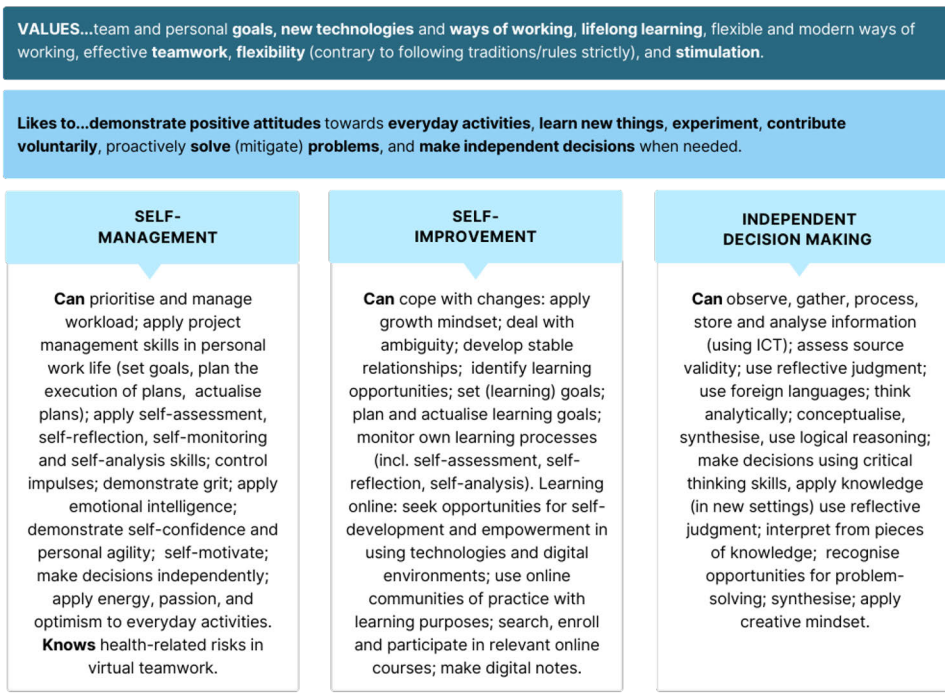 VALUES...team and personal goals, new technologies and ways of working, lifelong learning, flexible and modern ways of
working, effective teamwork, flexibility (contrary to following traditions/rules strictly), and stimulation.
Likes to...demonstrate positive attitudes towards everyday activities, learn new things, experiment, contribute
voluntarily, proactively solve (mitigate) problems, and make independent decisions when needed.
SELF-
MANAGEMENT
Can prioritise and manage
workload; apply project
management skills in personal
work life (set goals, plan the
execution of plans, actualise
plans); apply self-assessment,
self-reflection, self-monitoring
and self-analysis skills; control
impulses; demonstrate grit; apply
emotional intelligence;
demonstrate self-confidence and
personal agility; self-motivate;
make decisions independently;
apply energy, passion, and
optimism to everyday activities.
Knows health-related risks in
virtual teamwork.
SELF-
IMPROVEMENT
Can cope with changes: apply
growth mindset; deal with
ambiguity; develop stable
relationships; identify learning
opportunities; set (learning) goals;
plan and actualise learning goals;
monitor own learning processes
(incl. self-assessment, self-
reflection, self-analysis). Learning
online: seek opportunities for self-
development and empowerment in
using technologies and digital
environments; use online
communities of practice with
learning purposes; search, enroll
and participate in relevant online
courses; make digital notes.
INDEPENDENT
DECISION MAKING
Can observe, gather, process,
store and analyse information
(using ICT); assess source
validity; use reflective judgment;
use foreign languages; think
analytically; conceptualise,
synthesise, use logical reasoning;
make decisions using critical
thinking skills, apply knowledge
(in new settings) use reflective
judgment; interpret from pieces
of knowledge; recognise
opportunities for problem-
solving; synthesise; apply
creative mindset.